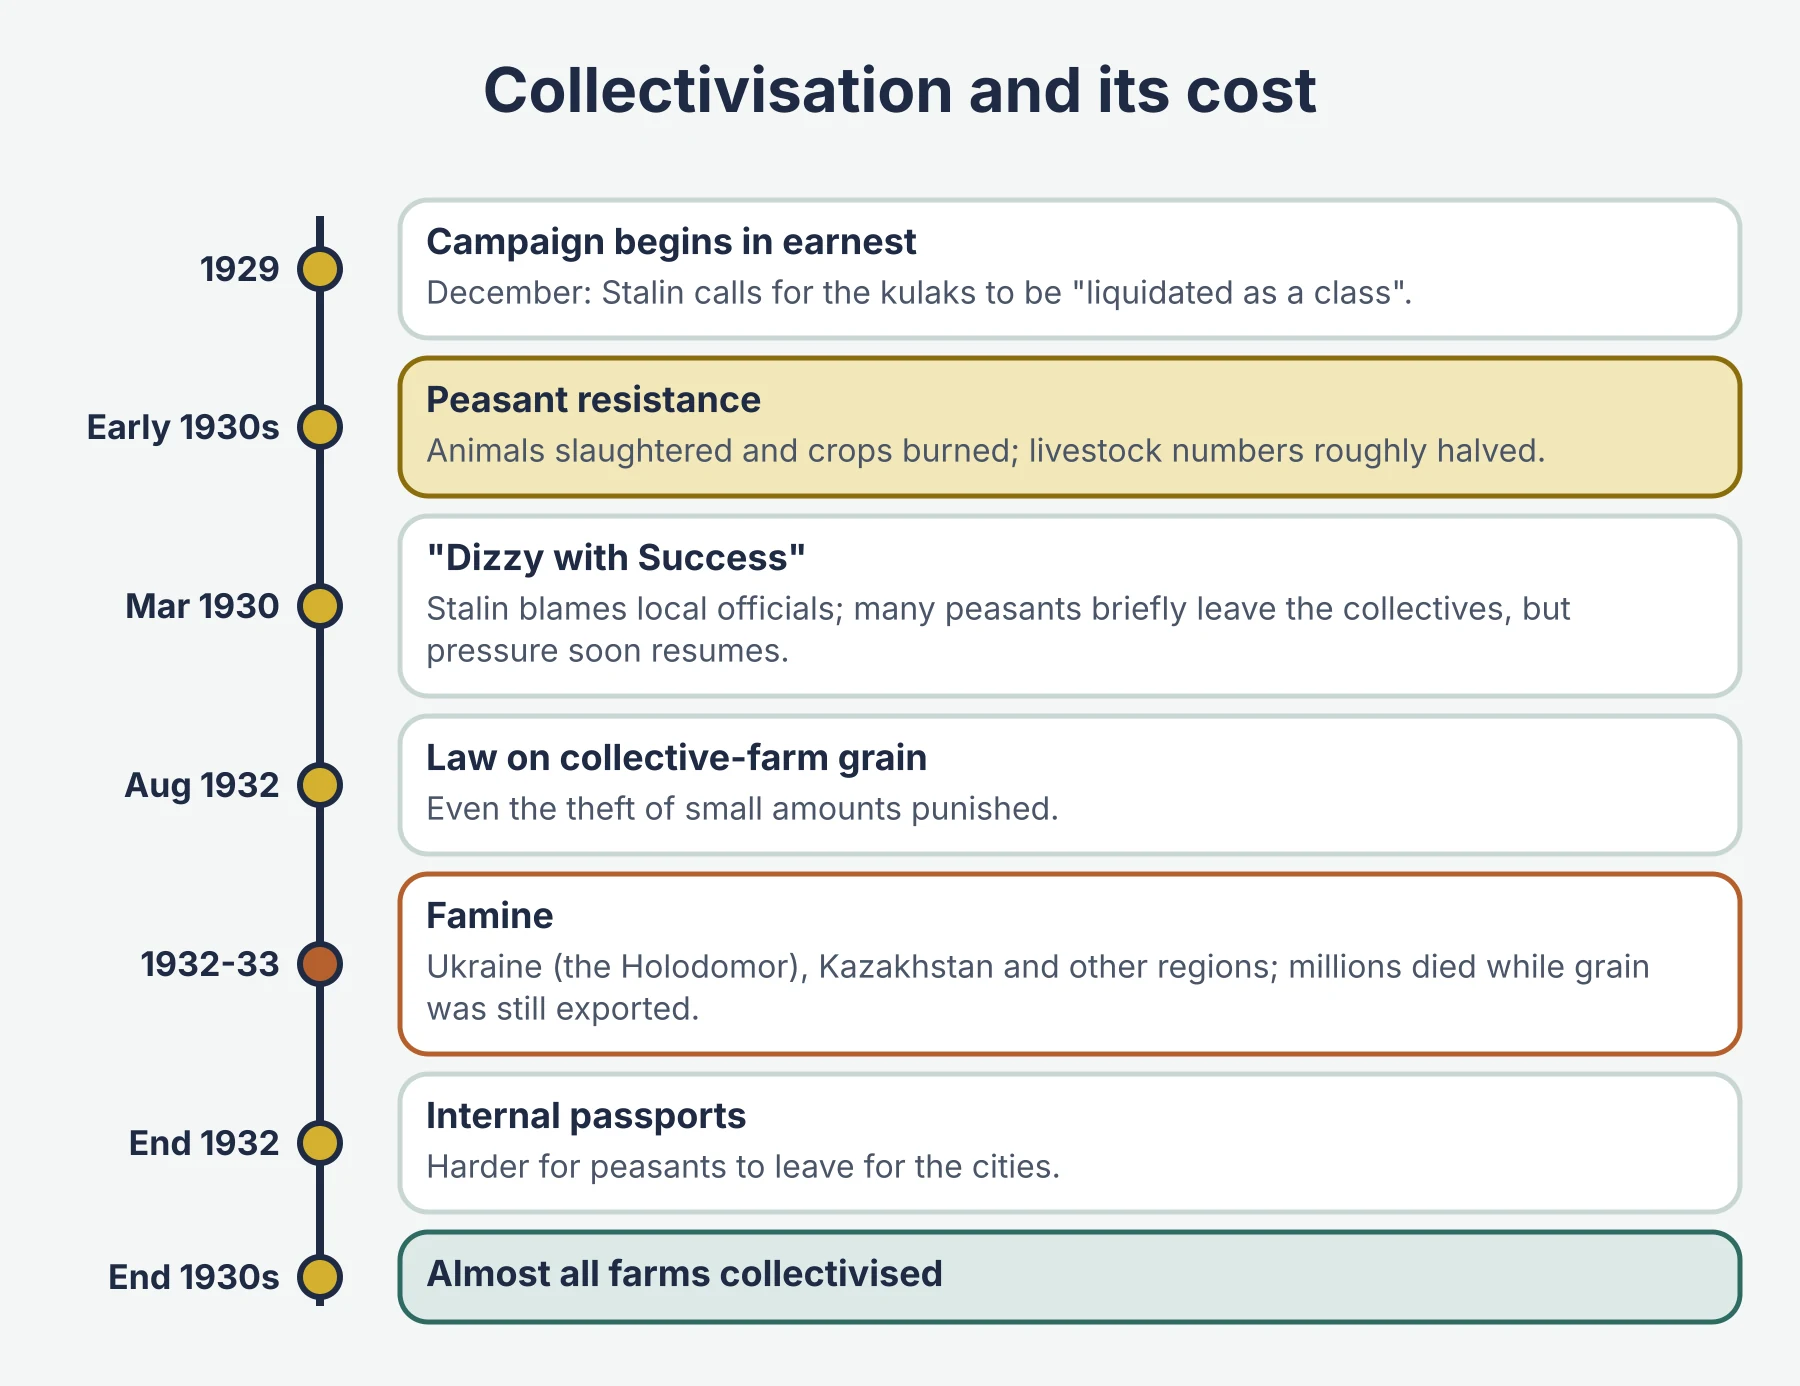 Collectivisation and its cost
1929
Campaign begins in earnest
December: Stalin calls for the kulaks to be "liquidated as a class".
Early 1930s
Peasant resistance
Animals slaughtered and crops burned; livestock numbers roughly halved.
Mar 1930
"Dizzy with Success"
Stalin blames local officials; many peasants briefly leave the collectives, but
pressure soon resumes.
Aug 1932
Law on collective-farm grain
Even the theft of small amounts punished.
1932-33
Famine
Ukraine (the Holodomor), Kazakhstan and other regions; millions died while grain
was still exported.
End 1932
Internal passports
Harder for peasants to leave for the cities.
End 1930s
Almost all farms collectivised